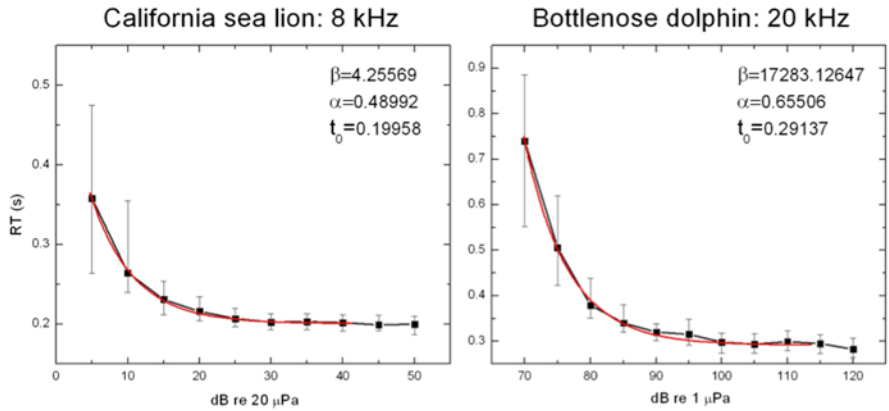 California sea lion: 8 kHz
β=4.25569
α=0.48992
t₀=0.19958
RT (s)
0.5
0.4
0.3
0.2
0 10 20 30 40 50
dB re 20 μPa
Bottlenose dolphin: 20 kHz
β=17283.12647
α=0.65506
t₀=0.29137
0.9
0.8
0.7
0.6
0.5
0.4
0.3
70 80 90 100 110 120
dB re 1 μPa